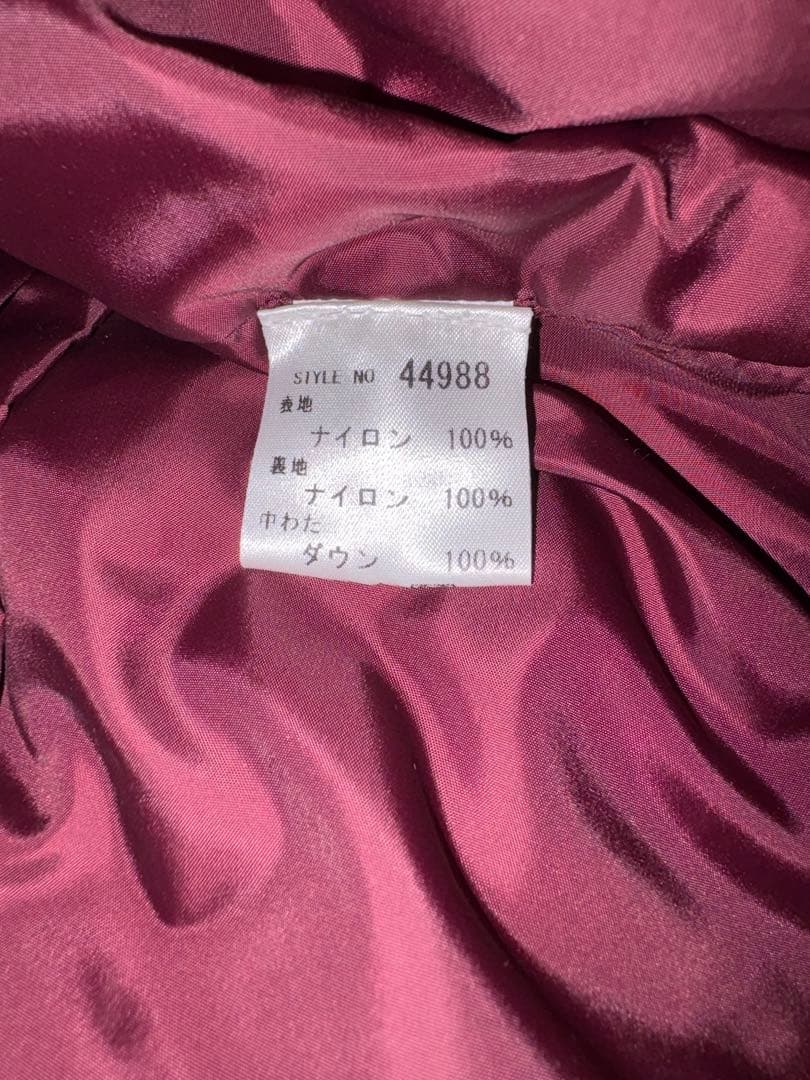 STYLE NO 44988
表地
ナイロン 100%
裏地
ナイロン 100%
中わた
ダウン 100%